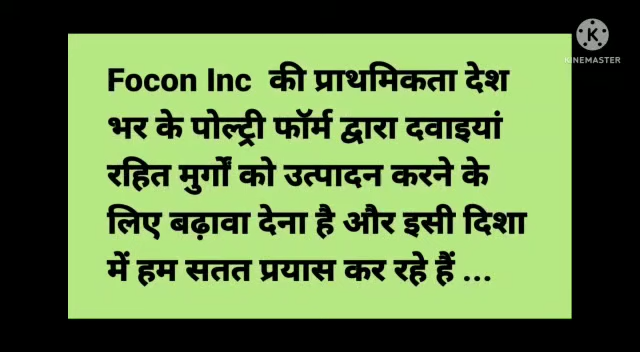 KINEMASTER
Focon Inc की प्राथमिकता देश
भर के पोल्ट्री फॉर्म द्वारा दवाइयां
रहित मुर्गों को उत्पादन करने के
लिए बढ़ावा देना है और इसी दिशा
में हम सतत प्रयास कर रहे हैं ...